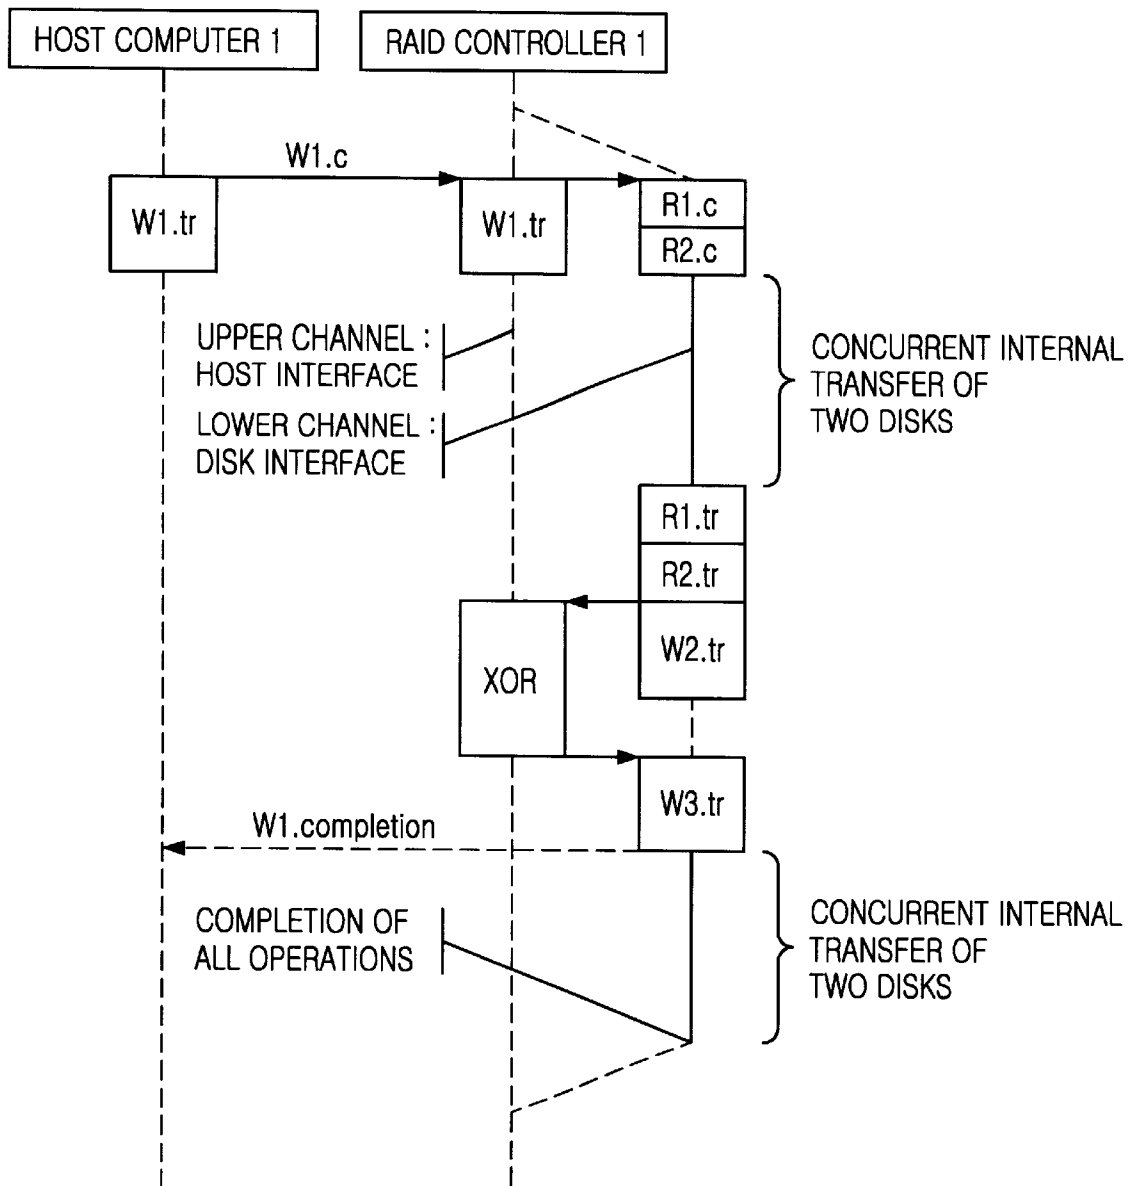 HOST COMPUTER 1
RAID CONTROLLER 1
W1.c
W1.tr
W1.tr
R1.c
R2.c
UPPER CHANNEL :
HOST INTERFACE
LOWER CHANNEL :
DISK INTERFACE
CONCURRENT INTERNAL
TRANSFER OF
TWO DISKS
R1.tr
R2.tr
W2.tr
XOR
W3.tr
W1.completion
COMPLETION OF
ALL OPERATIONS
CONCURRENT INTERNAL
TRANSFER OF
TWO DISKS